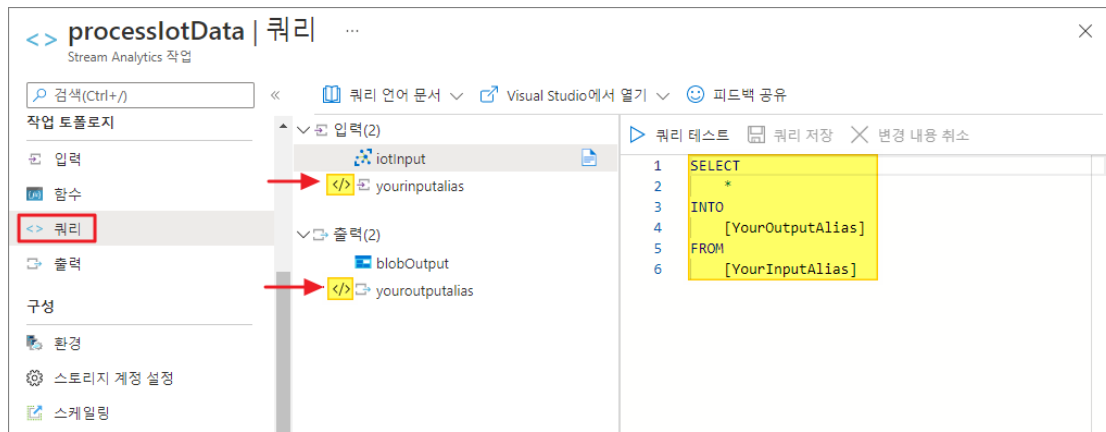 <> processIotData | 쿼리 ... ×
Stream Analytics 작업
검색(Ctrl+/) «
쿼리 언어 문서
Visual Studio에서 열기
피드백 공유
작업 토폴로지
입력
함수
<> 쿼리
출력
구성
환경
스토리지 계정 설정
스케일링
입력(2)
iotInput
</> yourinputalias
출력(2)
blobOutput
</> youroutputalias
쿼리 테스트
쿼리 저장
변경 내용 취소
1 SELECT
2 *
3 INTO
4 [YourOutputAlias]
5 FROM
6 [YourInputAlias]